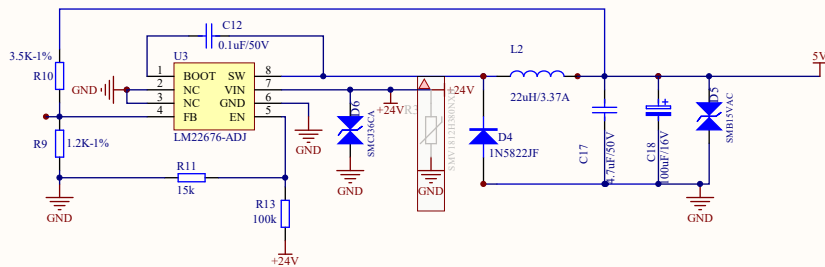 C12
0.1uF/50V
3.5K-1%
R10
U3
L2
5V
1
BOOT
SW
8
GND
2
NC
VIN
7
+24V
3
NC
GND
6
22uH/3.37A
4
FB
EN
5
LM22676-ADJ
+24V
D6
SMCJ36CA
R3
SMV1812H380NXT
D4
1N5822JF
C17
4.7uF/50V
C18
100uF/16V
D5
SMB15VAC
R9
1.2K-1%
GND
R11
15k
GND
GND
GND
GND
R13
100k
+24V